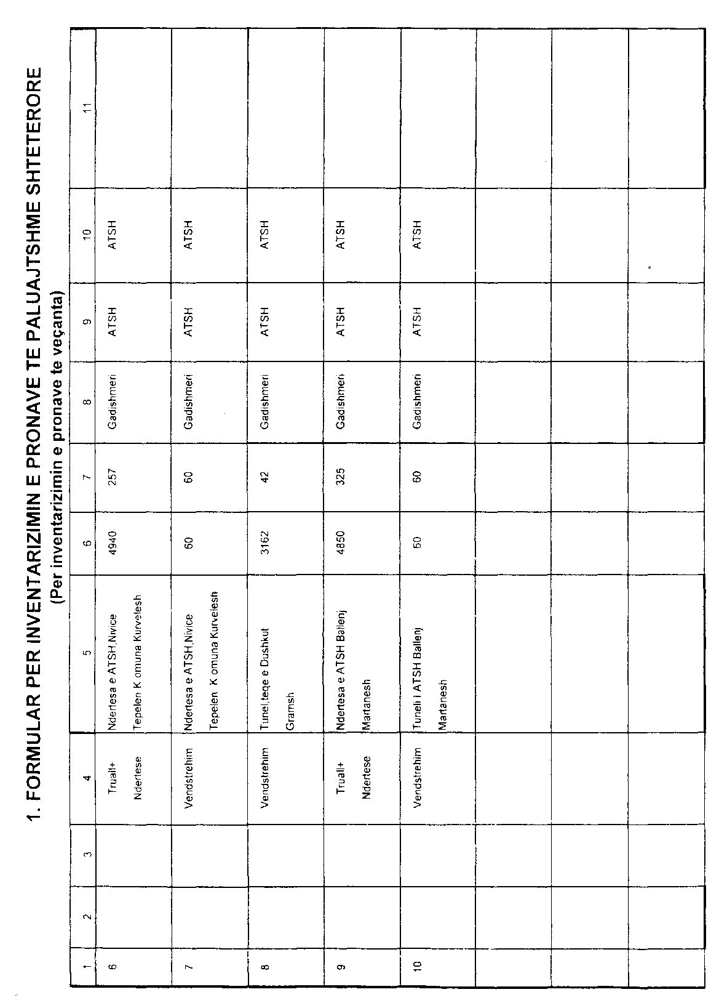 1. FORMULAR PER INVENTARIZIMIN E PRONAVE TE PALUAJTSHME SHTETERORE
(Per inventarizimin e pronave te veçanta)
1 2 3 4 5 6 7 8 9 10 11
6 Truall+ Ndertesa e ATSH,Nivice 4940 257 Gadishmeri ATSH ATSH
Ndertese Tepelen K omuna Kurvelesh
7 Vendstrehim Ndertesa e ATSH,Nivice 60 60 Gadishmeri ATSH ATSH
Tepelen K omuna Kurvelesh
8 Vendstrehim Tunel,teqe e Dushkut 3162 42 Gadishmeri ATSH ATSH
Gramsh
9 Truall+ Ndertesa e ATSH Ballenj 4850 325 Gadishmeri ATSH ATSH
Ndertese Martanesh
10 Vendstrehim Tuneli i ATSH Ballenj 60 60 Gadishmeri ATSH ATSH
Martanesh